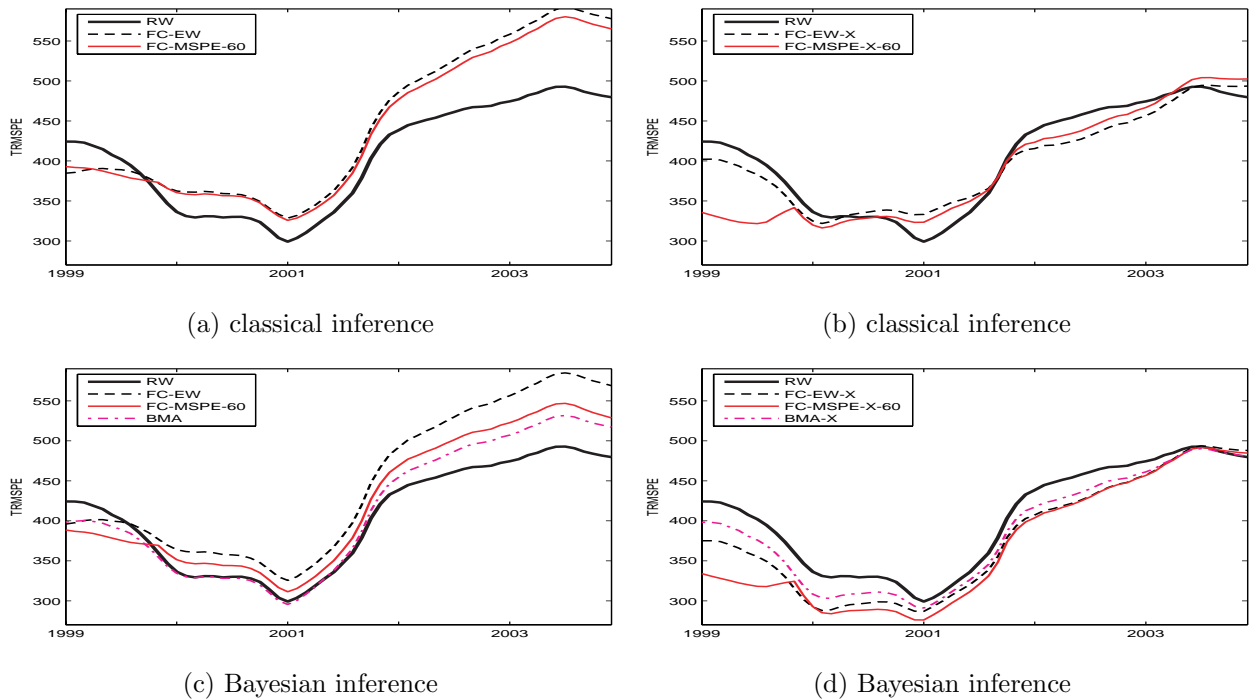 RW
FC-EW
FC-MSPE-60
TRMSPE
550
500
450
400
350
300
1999
2001
2003
(a) classical inference
RW
FC-EW-X
FC-MSPE-X-60
TRMSPE
550
500
450
400
350
300
1999
2001
2003
(b) classical inference
RW
FC-EW
FC-MSPE-60
BMA
TRMSPE
550
500
450
400
350
300
1999
2001
2003
(c) Bayesian inference
RW
FC-EW-X
FC-MSPE-X-60
BMA-X
TRMSPE
550
500
450
400
350
300
1999
2001
2003
(d) Bayesian inference